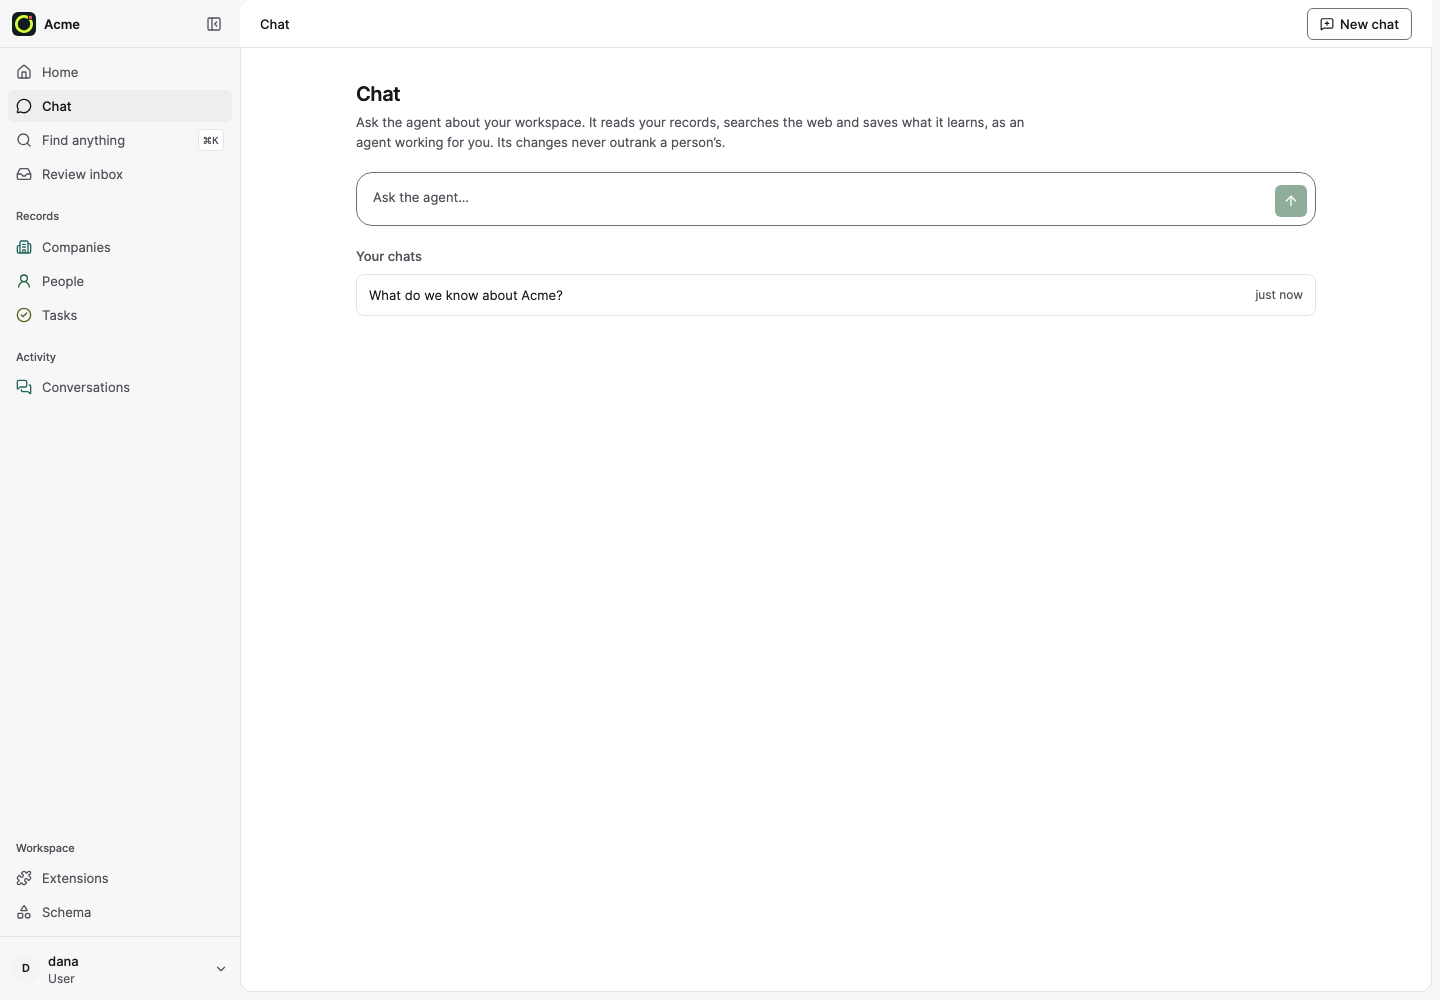 Acme
Home
Chat
Find anything
⌘K
Review inbox
Records
Companies
People
Tasks
Activity
Conversations
Workspace
Extensions
Schema
D
dana
User
Chat
New chat
Chat
Ask the agent about your workspace. It reads your records, searches the web and saves what it learns, as an
agent working for you. Its changes never outrank a person’s.
Ask the agent…
Your chats
What do we know about Acme?
just now